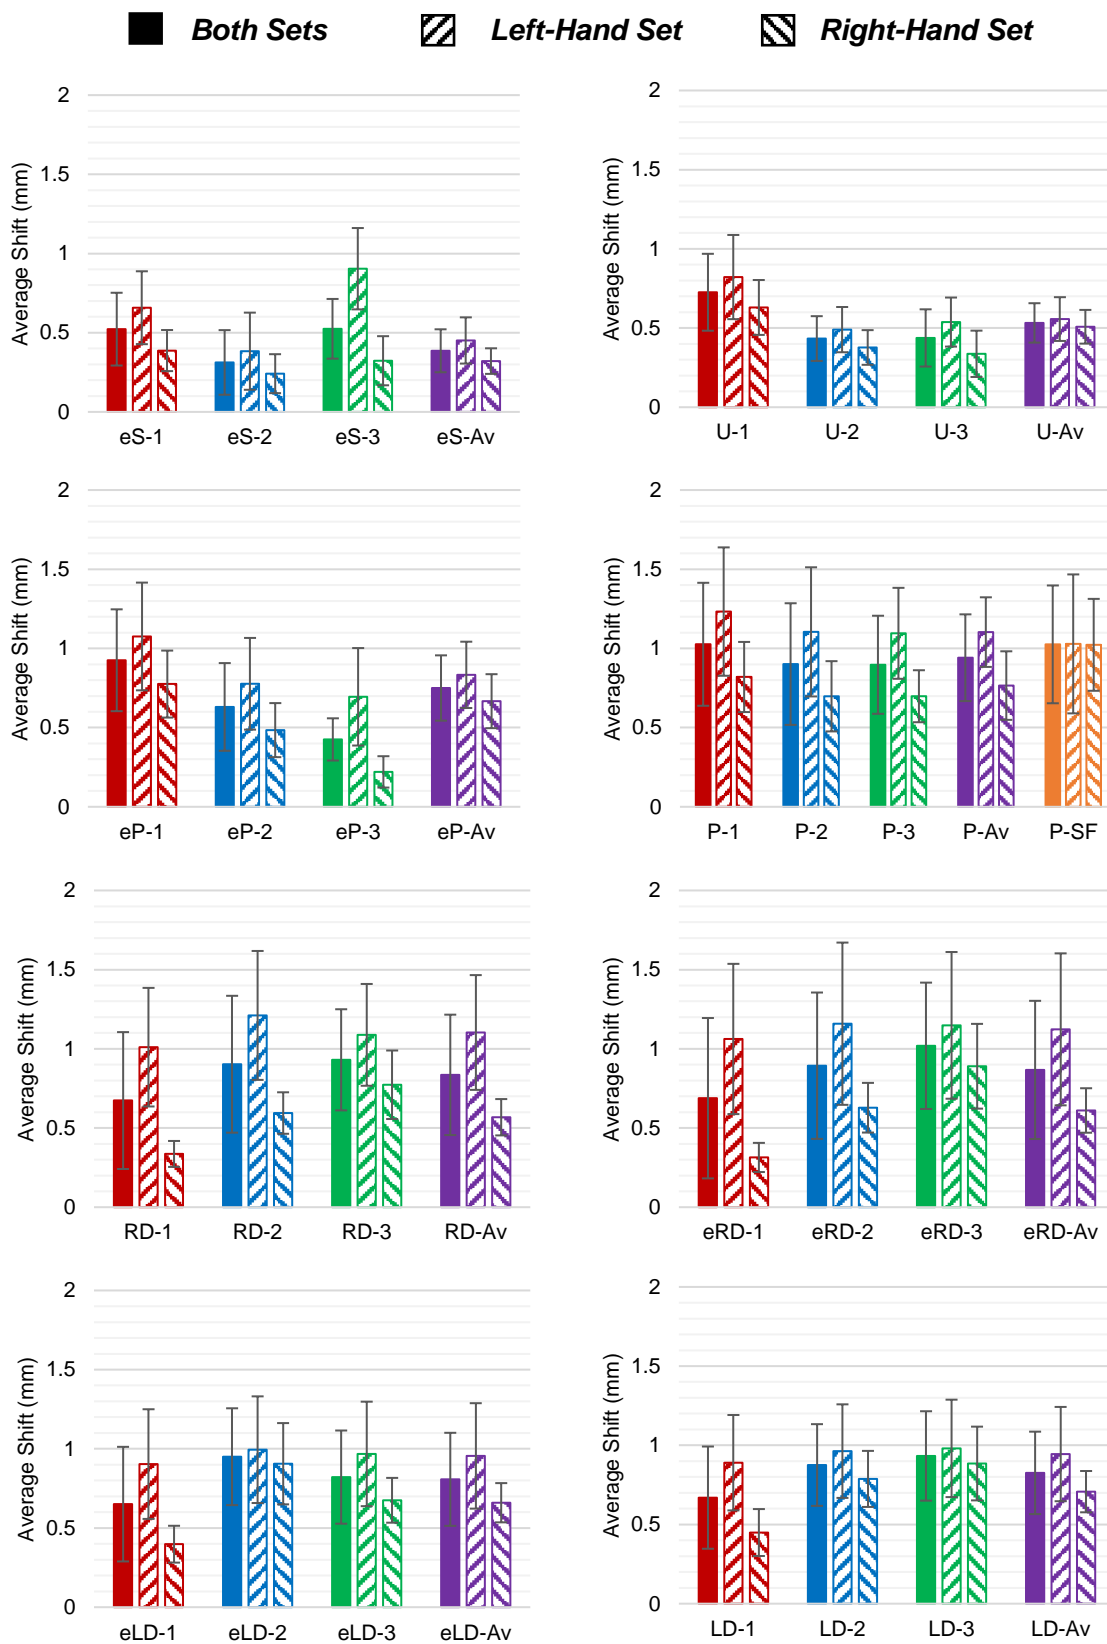 Both Sets Left-Hand Set Right-Hand Set
Average Shift (mm)
2
1.5
1
0.5
0
eS-1 eS-2 eS-3 eS-Av
Average Shift (mm)
2
1.5
1
0.5
0
U-1 U-2 U-3 U-Av
Average Shift (mm)
2
1.5
1
0.5
0
eP-1 eP-2 eP-3 eP-Av
Average Shift (mm)
2
1.5
1
0.5
0
P-1 P-2 P-3 P-Av P-SF
Average Shift (mm)
2
1.5
1
0.5
0
RD-1 RD-2 RD-3 RD-Av
Average Shift (mm)
2
1.5
1
0.5
0
eRD-1 eRD-2 eRD-3 eRD-Av
Average Shift (mm)
2
1.5
1
0.5
0
eLD-1 eLD-2 eLD-3 eLD-Av
Average Shift (mm)
2
1.5
1
0.5
0
LD-1 LD-2 LD-3 LD-Av